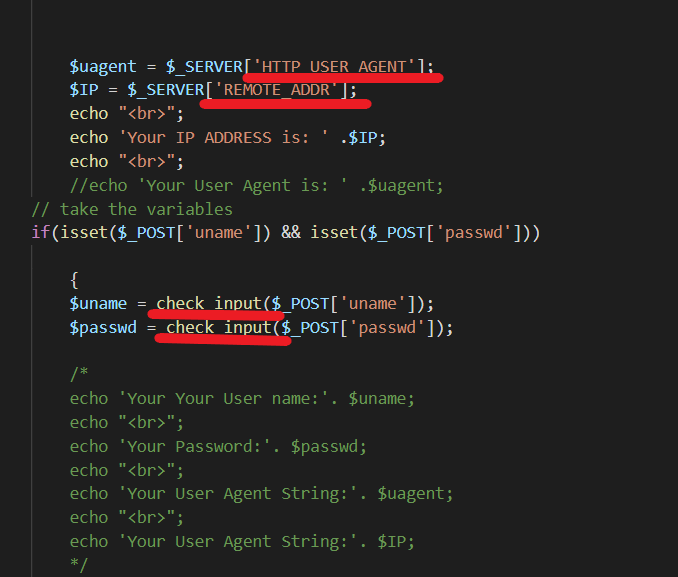 $uagent = $_SERVER['HTTP_USER_AGENT'];
$IP = $_SERVER['REMOTE_ADDR'];
echo "<br>";
echo 'Your IP ADDRESS is: ' .$IP;
echo "<br>";
//echo 'Your User Agent is: ' .$uagent;
// take the variables
if(isset($_POST['uname']) && isset($_POST['passwd']))
{
$uname = check_input($_POST['uname']);
$passwd = check_input($_POST['passwd']);
/*
echo 'Your Your User name:'. $uname;
echo "<br>";
echo 'Your Password:'. $passwd;
echo "<br>";
echo 'Your User Agent String:'. $uagent;
echo "<br>";
echo 'Your User Agent String:'. $IP;
*/